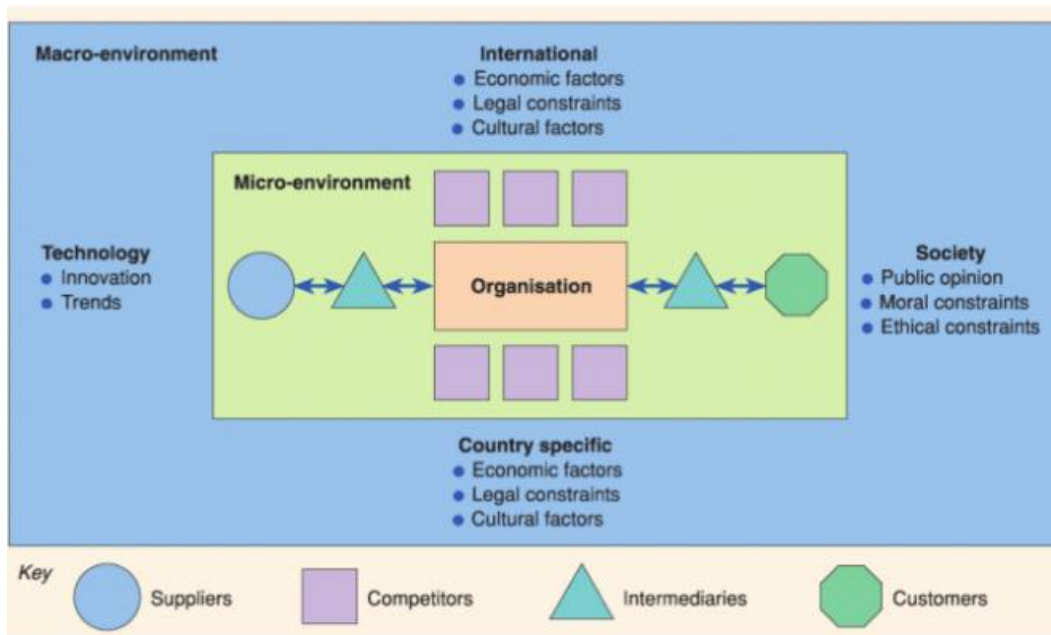 Macro-environment
International
Economic factors
Legal constraints
Cultural factors
Micro-environment
Technology
Innovation
Trends
Organisation
Society
Public opinion
Moral constraints
Ethical constraints
Country specific
Economic factors
Legal constraints
Cultural factors
Key
Suppliers
Competitors
Intermediaries
Customers